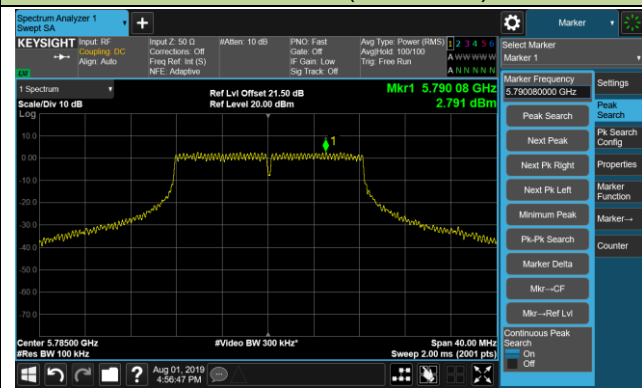 Spectrum Analyzer 1
Swept SA
Marker
KEYSIGHT
Input: RF
Coupling: DC
Align: Auto
Input Z: 50 Ω
Corrections: Off
Freq Ref: Int (S)
NFE: Adaptive
#Atten: 10 dB
PNO: Fast
Gate: Off
IF Gain: Low
Sig Track: Off
Avg Type: Power (RMS)
Avg|Hold: 100/100
Trig: Free Run
1 2 3 4 5 6
A W W W W W
A N N N N N
Select Marker
Marker 1
1 Spectrum
Scale/Div 10 dB
Log
Ref Lvl Offset 21.50 dB
Ref Level 20.00 dBm
Mkr1 5.790 08 GHz
2.791 dBm
10.0
0.00
-10.0
-20.0
-30.0
-40.0
-50.0
-60.0
-70.0
1
Center 5.78500 GHz
#Res BW 100 kHz
#Video BW 300 kHz*
Span 40.00 MHz
Sweep 2.00 ms (2001 pts)
Marker Frequency
5.790080000 GHz
Peak Search
Next Peak
Next Pk Right
Next Pk Left
Minimum Peak
Pk-Pk Search
Marker Delta
Mkr→CF
Mkr→Ref Lvl
Continuous Peak
Search
On
Off
Settings
Peak
Search
Pk Search
Config
Properties
Marker
Function
Marker→
Counter
?
Aug 01, 2019
4:56:47 PM